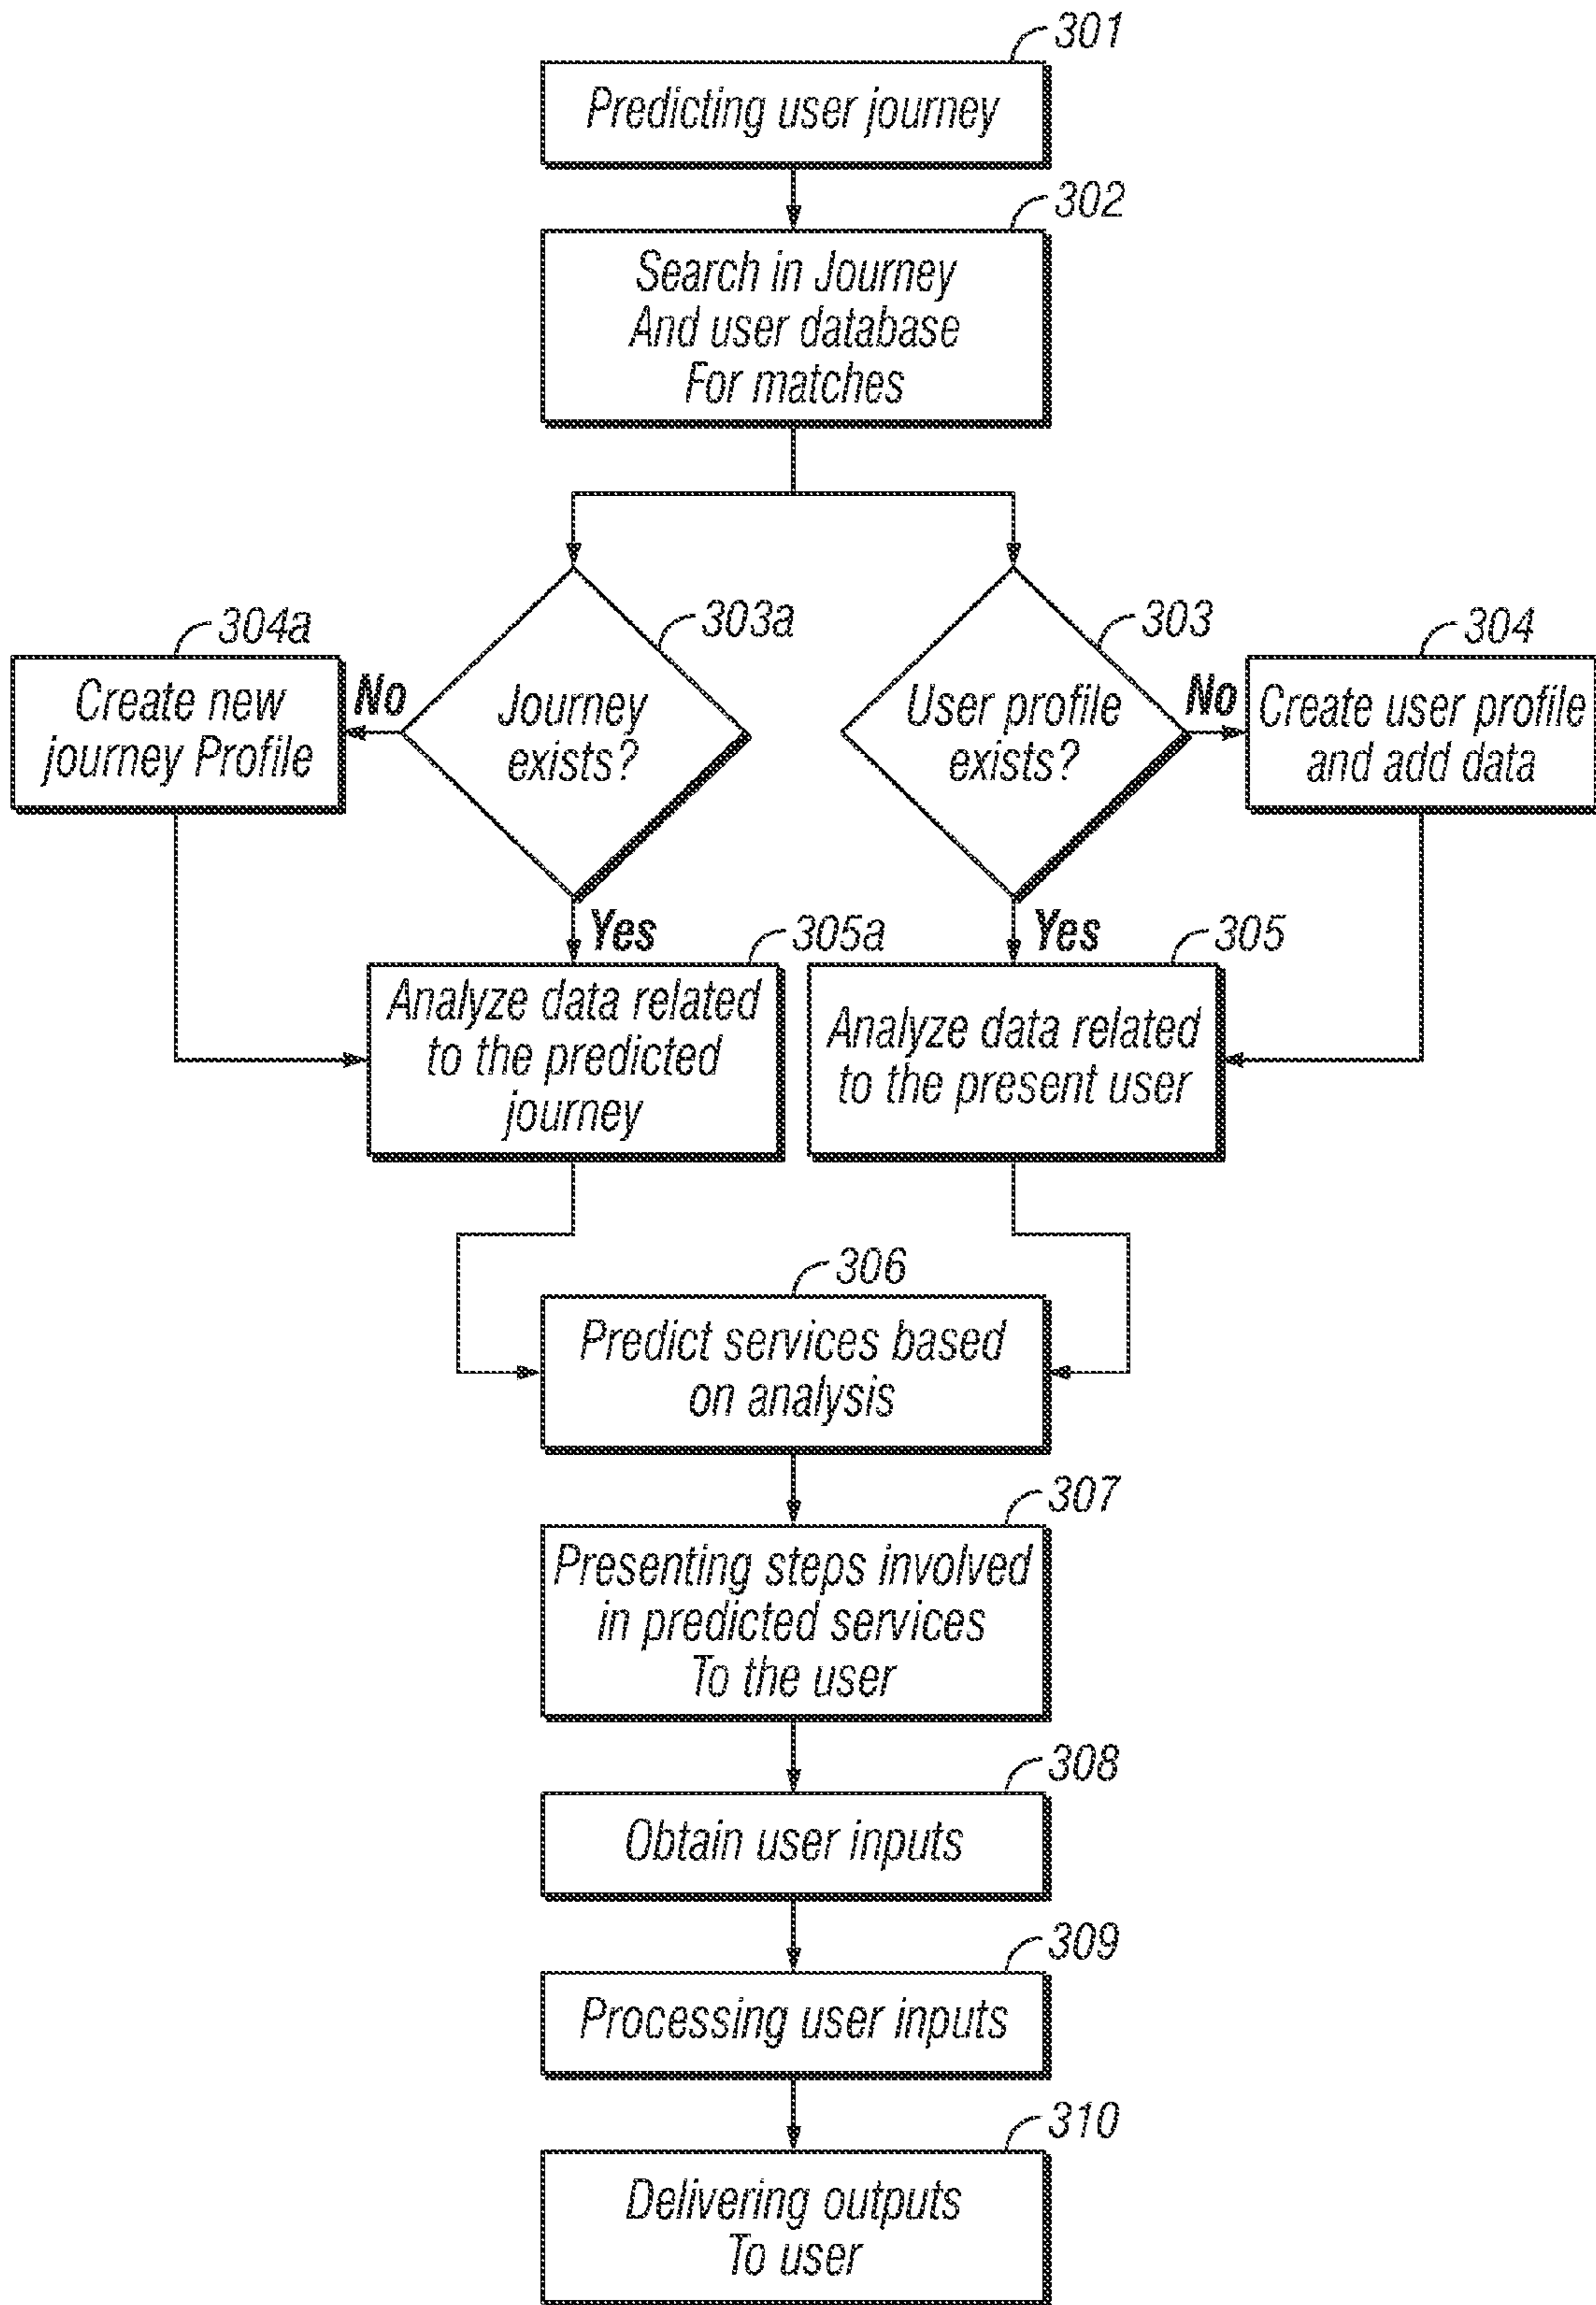 301
Predicting user journey
302
Search in Journey
And user database
For matches
304a
Create new
journey Profile
No
303a
Journey
exists?
303
User profile
exists?
No
304
Create user profile
and add data
Yes
305a
Analyze data related
to the predicted
journey
Yes
305
Analyze data related
to the present user
306
Predict services based
on analysis
307
Presenting steps involved
in predicted services
To the user
308
Obtain user inputs
309
Processing user inputs
310
Delivering outputs
To user